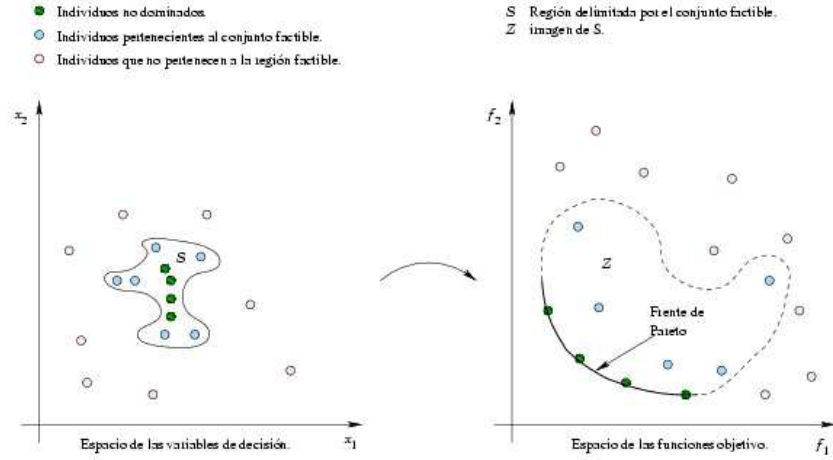 Individuos no dominados.
Individuos pertenecientes al conjunto factible.
Individuos que no pertenecen a la región factible.
S Región delimitada por el conjunto factible.
Z imagen de S.
x₂
S
Espacio de las variables de decisión.
x₁
f₂
Z
Frente de
Pareto
Espacio de las funciones objetivo.
f₁